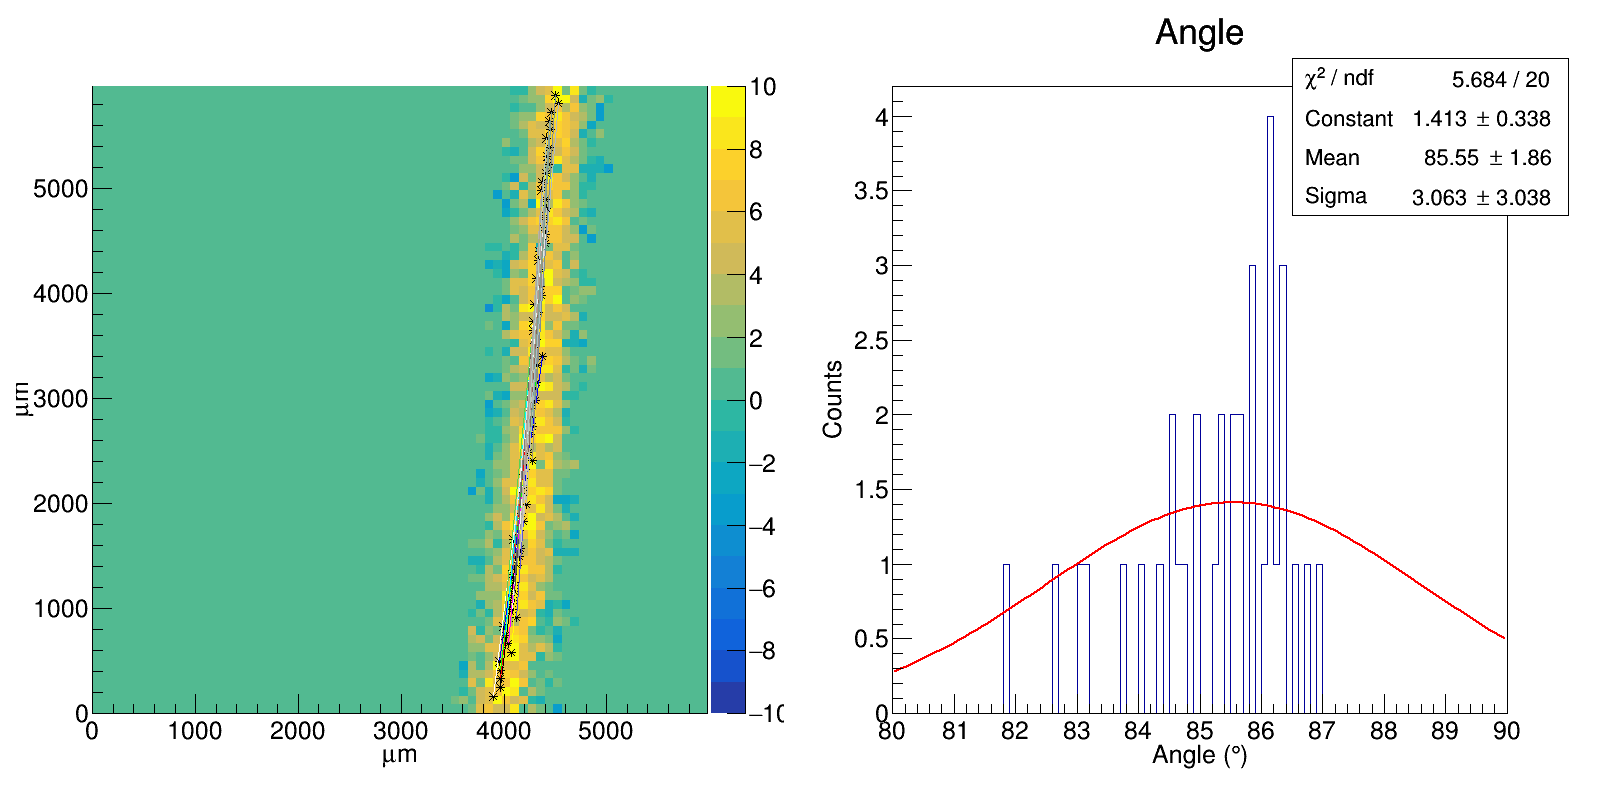 Angle
χ² / ndf 5.684 / 20
Constant 1.413 ± 0.338
Mean 85.55 ± 1.86
Sigma 3.063 ± 3.038
10
8
6
4
2
0
−2
−4
−6
−8
−10
5000
4000
3000
2000
1000
0
μm
0 1000 2000 3000 4000 5000
μm
4
3.5
3
2.5
2
1.5
1
0.5
0
Counts
80 81 82 83 84 85 86 87 88 89 90
Angle (°)